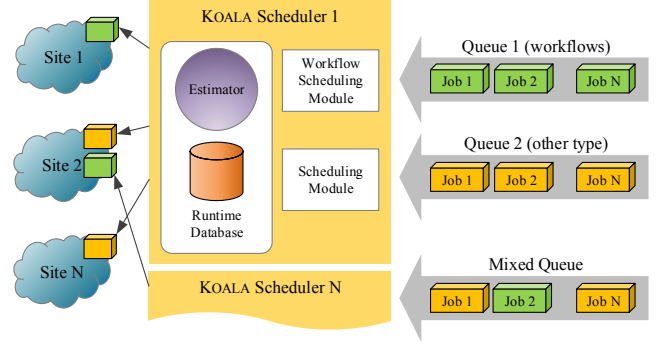 KOALA Scheduler 1
Site 1
Site 2
Site N
Estimator
Runtime
Database
Workflow
Scheduling
Module
Scheduling
Module
KOALA Scheduler N
Queue 1 (workflows)
Job 1 Job 2 Job N
Queue 2 (other type)
Job 1 Job 2 Job N
Mixed Queue
Job 1 Job 2 Job N